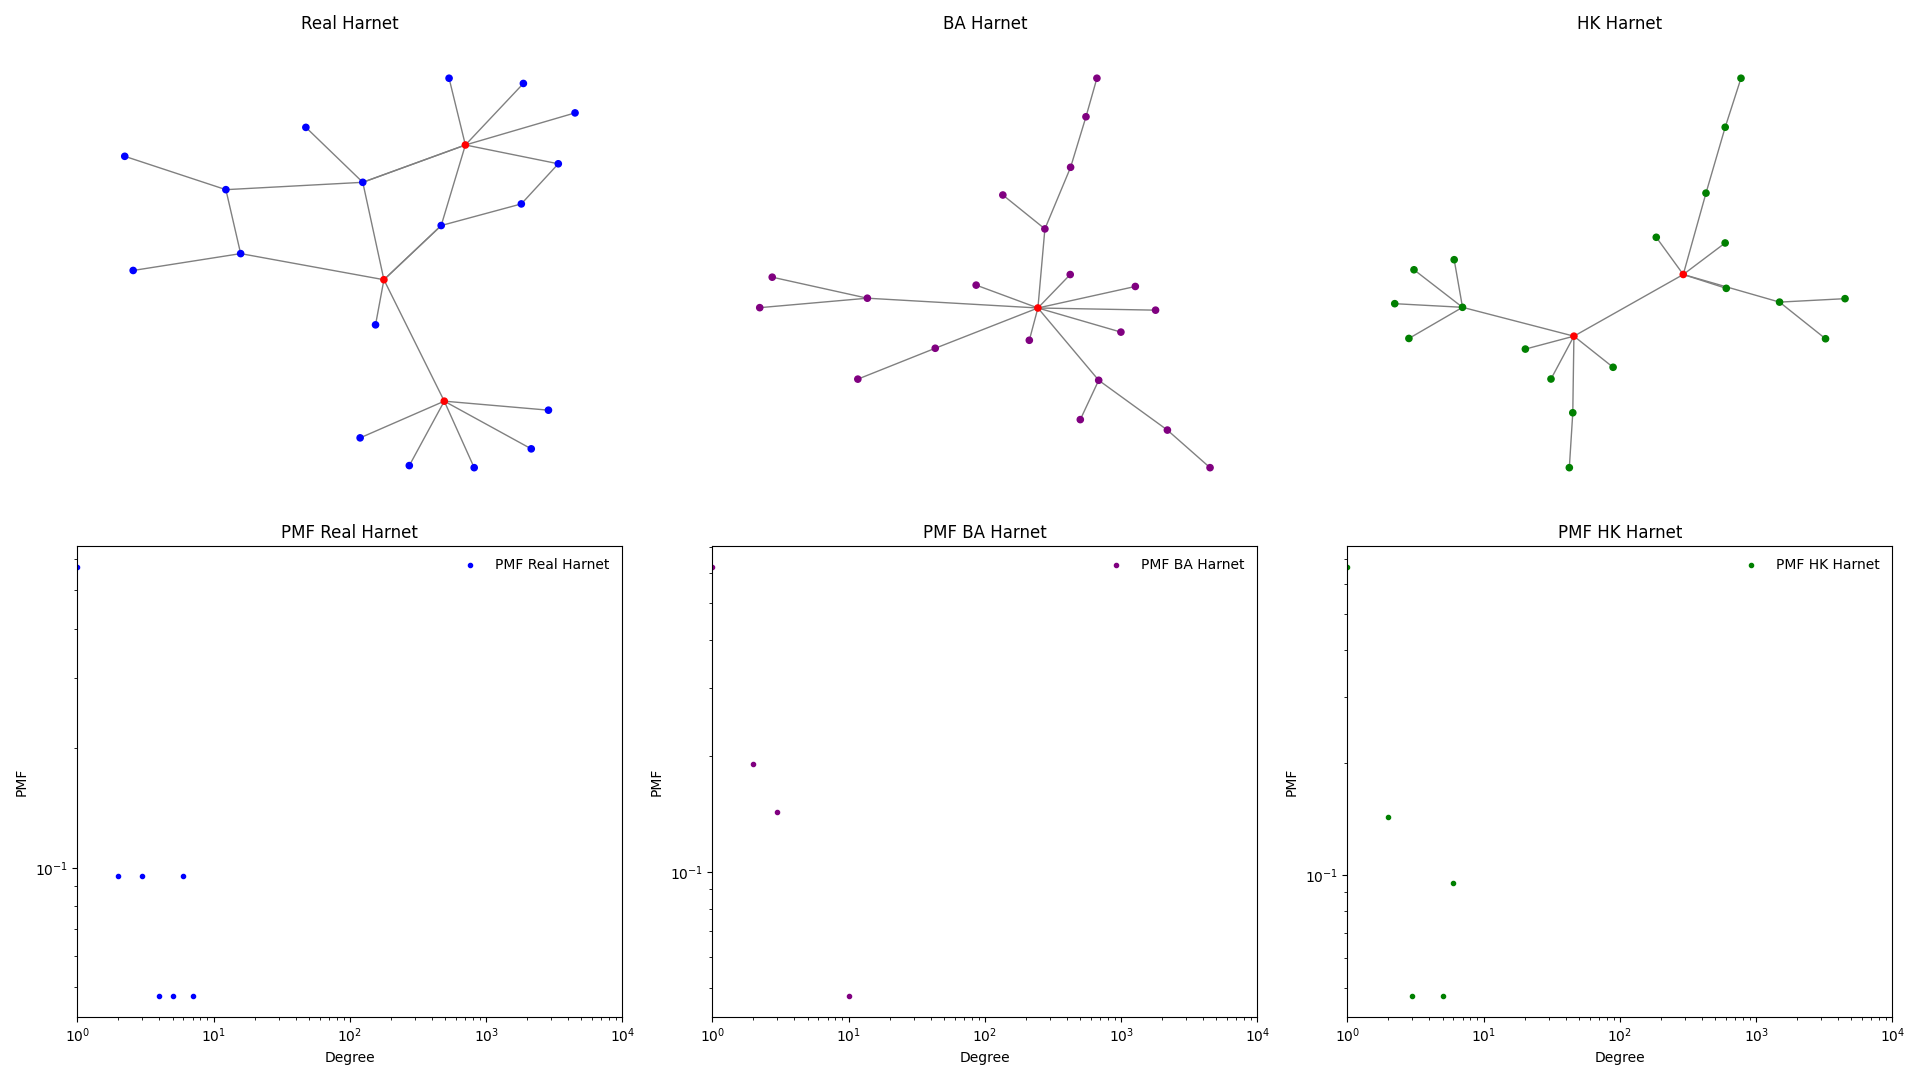 Real Harnet
BA Harnet
HK Harnet
PMF Real Harnet
PMF Real Harnet
PMF
10⁻¹
10⁰ 10¹ 10² 10³ 10⁴
Degree
PMF BA Harnet
PMF BA Harnet
PMF
10⁻¹
10⁰ 10¹ 10² 10³ 10⁴
Degree
PMF HK Harnet
PMF HK Harnet
PMF
10⁻¹
10⁰ 10¹ 10² 10³ 10⁴
Degree